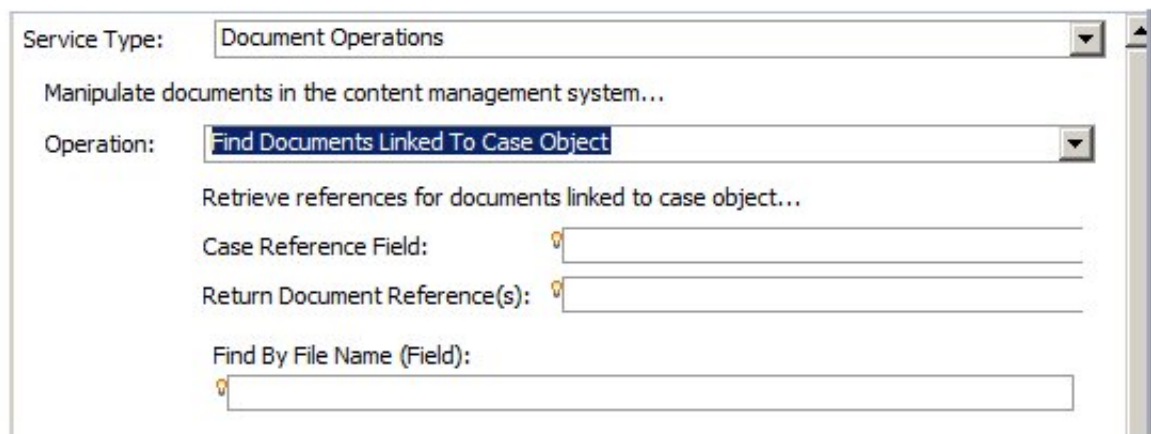 Service Type: Document Operations
Manipulate documents in the content management system...
Operation: Find Documents Linked To Case Object
Retrieve references for documents linked to case object...
Case Reference Field:
Return Document Reference(s):
Find By File Name (Field):